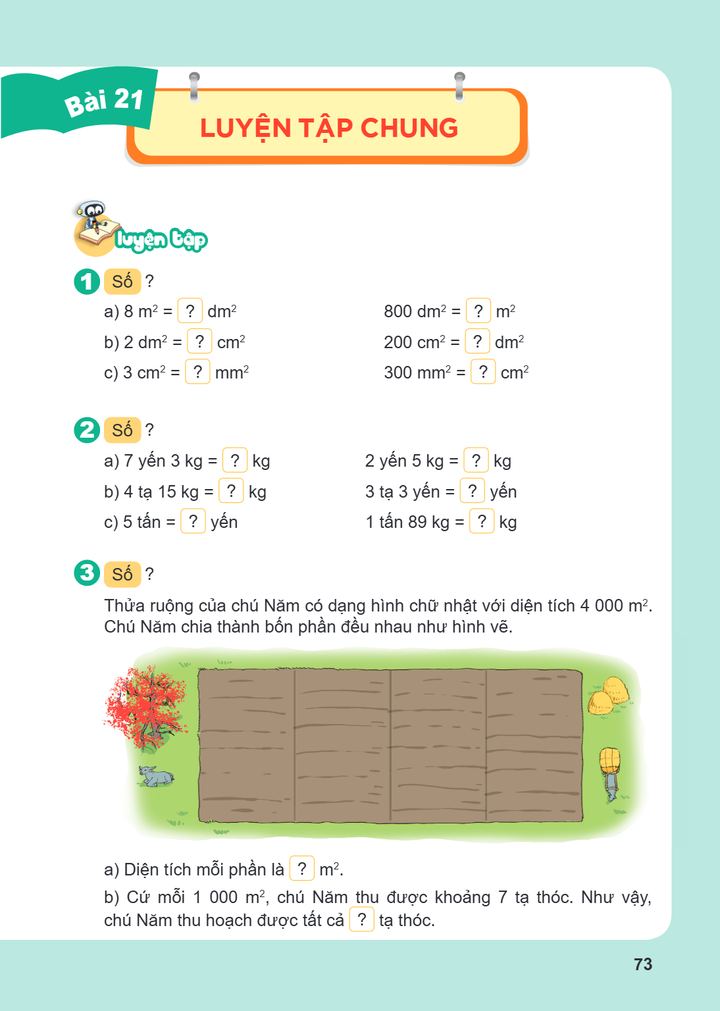 Bài 21
LUYỆN TẬP CHUNG
luyện tập
1 Số ?
a) 8 m² = ? dm² 800 dm² = ? m²
b) 2 dm² = ? cm² 200 cm² = ? dm²
c) 3 cm² = ? mm² 300 mm² = ? cm²
2 Số ?
a) 7 yến 3 kg = ? kg 2 yến 5 kg = ? kg
b) 4 tạ 15 kg = ? kg 3 tạ 3 yến = ? yến
c) 5 tấn = ? yến 1 tấn 89 kg = ? kg
3 Số ?
Thửa ruộng của chú Năm có dạng hình chữ nhật với diện tích 4 000 m².
Chú Năm chia thành bốn phần đều nhau như hình vẽ.
a) Diện tích mỗi phần là ? m².
b) Cứ mỗi 1 000 m², chú Năm thu được khoảng 7 tạ thóc. Như vậy,
chú Năm thu hoạch được tất cả ? tạ thóc.
73